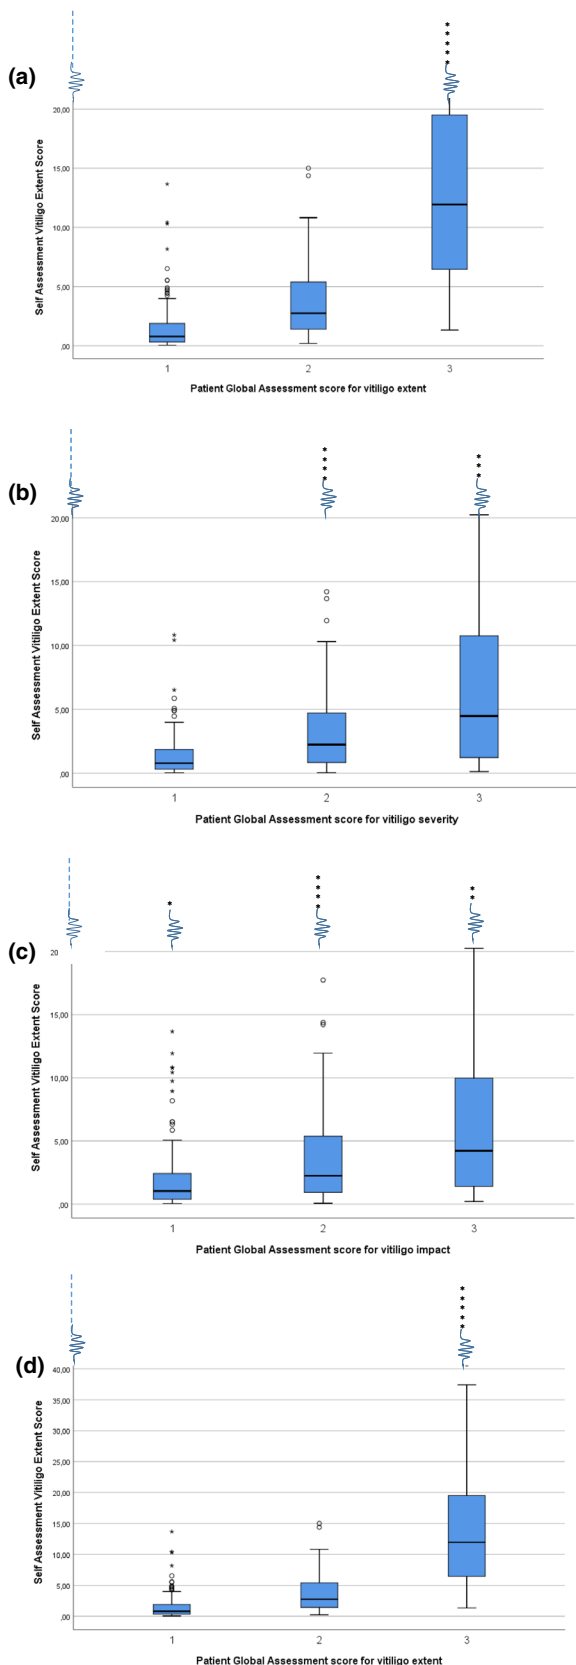 (a)
Self Assessment Vitiligo Extent Score
20,00
15,00
10,00
5,00
,00
1 2 3
Patient Global Assessment score for vitiligo extent
(b)
Self Assessment Vitiligo Extent Score
20,00
15,00
10,00
5,00
,00
1 2 3
Patient Global Assessment score for vitiligo severity
(c)
Self Assessment Vitiligo Extent Score
20
15,00
10,00
5,00
,00
1 2 3
Patient Global Assessment score for vitiligo impact
(d)
Self Assessment Vitiligo Extent Score
40,00
35,00
30,00
25,00
20,00
15,00
10,00
5,00
,00
1 2 3
Patient Global Assessment score for vitiligo extent